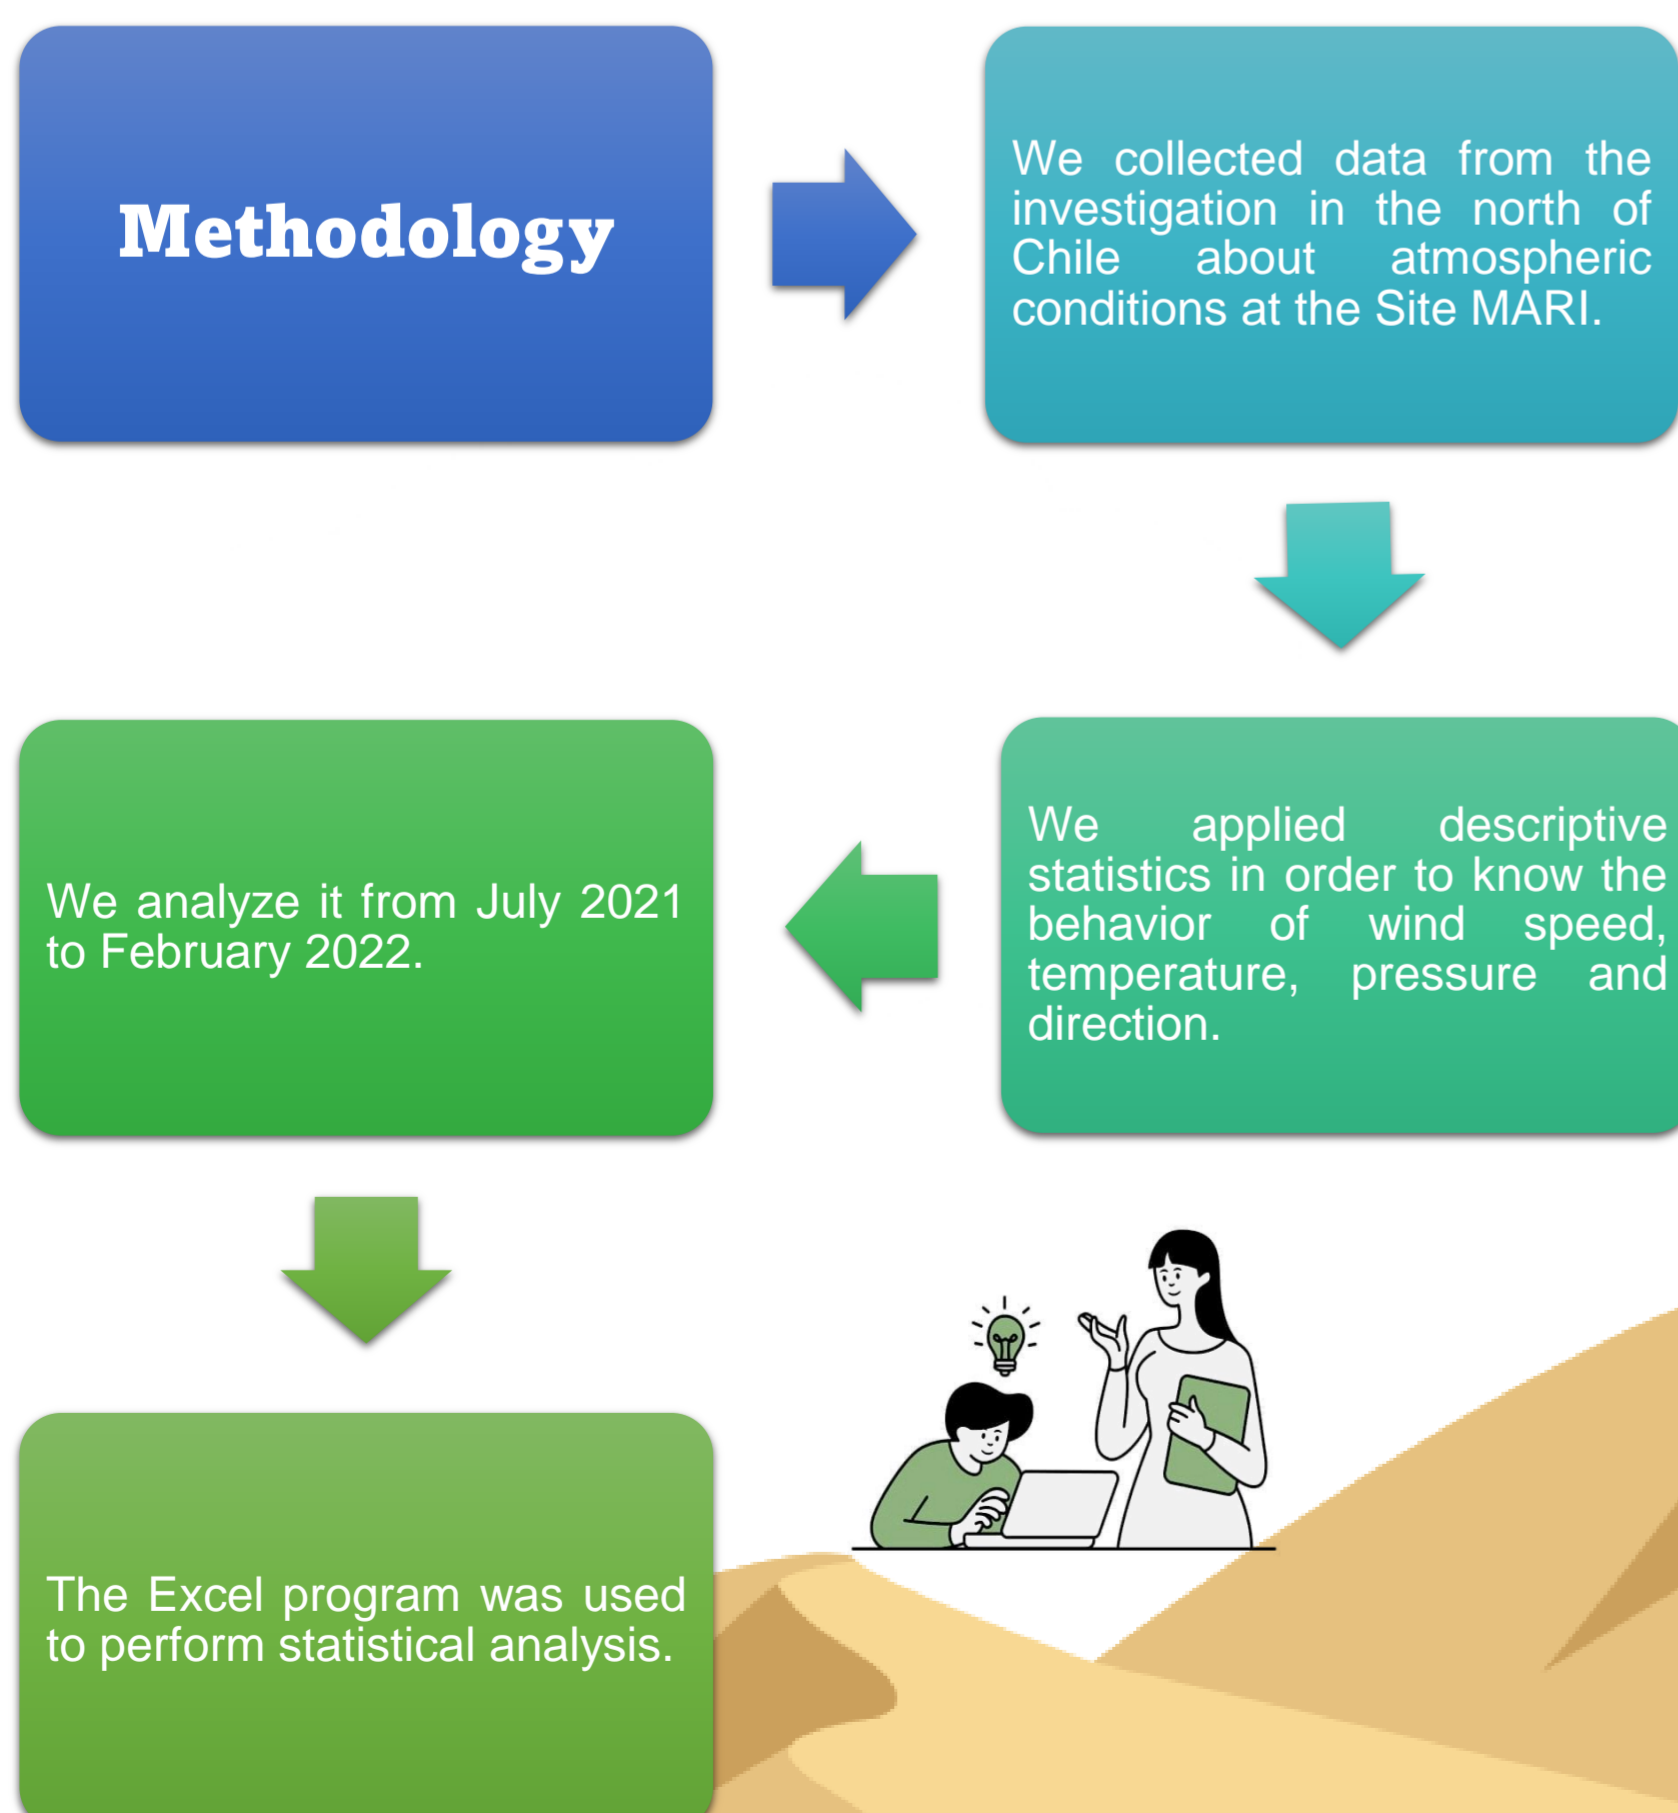 Methodology
We collected data from the
investigation in the north of
Chile about atmospheric
conditions at the Site MARI.
We applied descriptive
statistics in order to know the
behavior of wind speed,
temperature, pressure and
direction.
We analyze it from July 2021
to February 2022.
The Excel program was used
to perform statistical analysis.